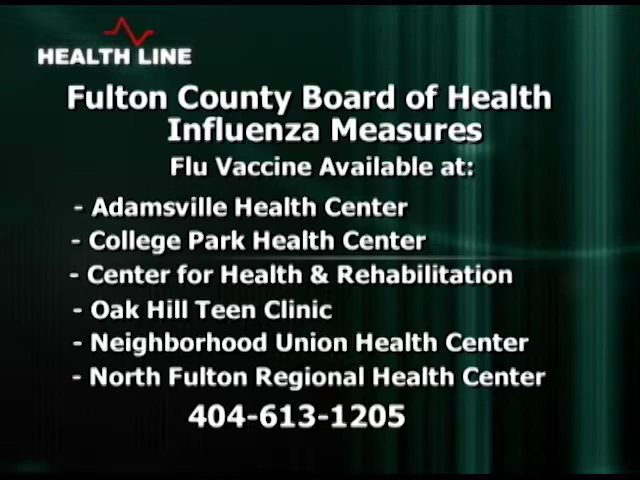 HEALTH LINE
Fulton County Board of Health
Influenza Measures
Flu Vaccine Available at:
- Adamsville Health Center
- College Park Health Center
- Center for Health & Rehabilitation
- Oak Hill Teen Clinic
- Neighborhood Union Health Center
- North Fulton Regional Health Center
404-613-1205